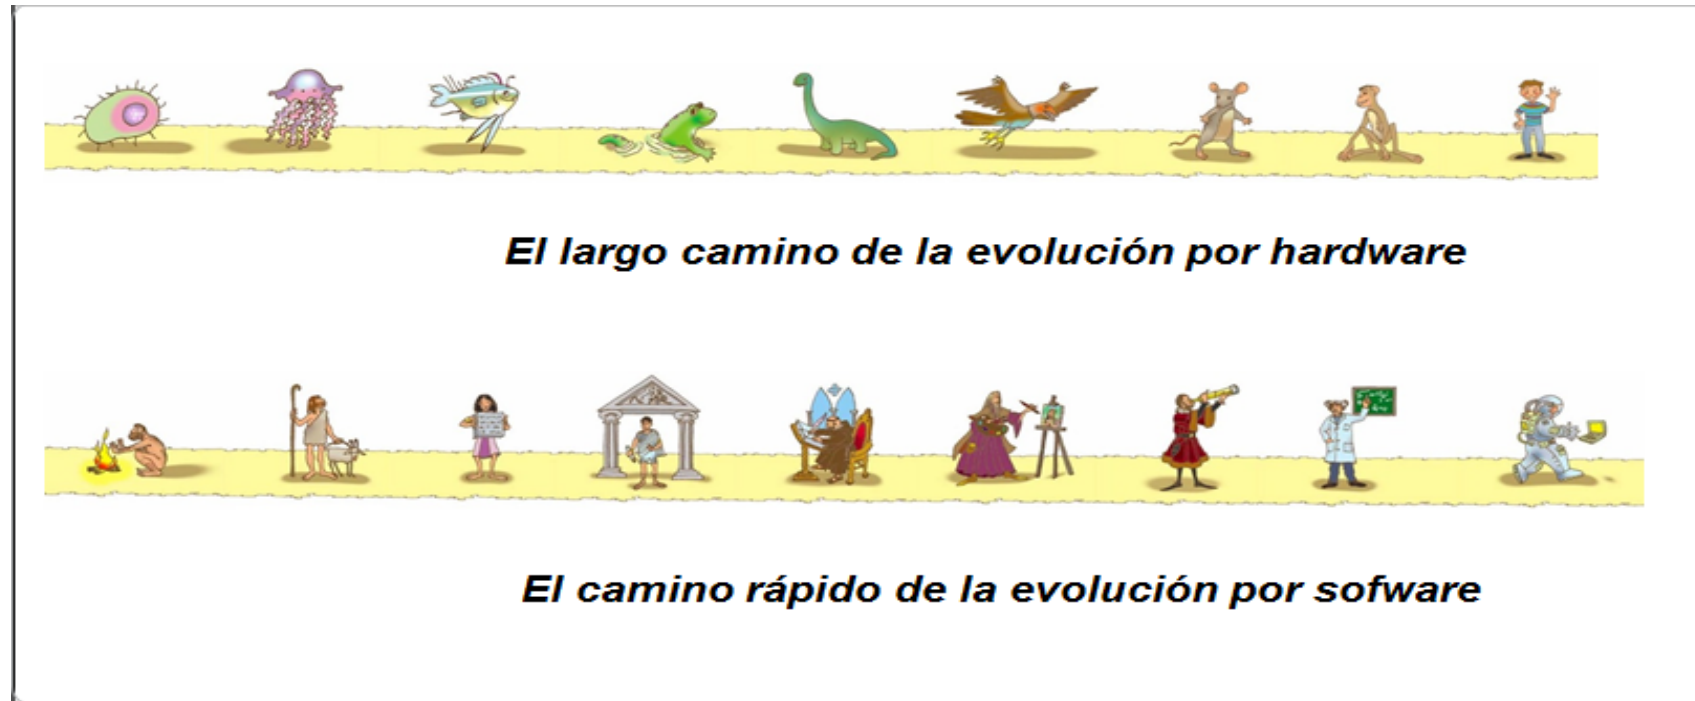 El largo camino de la evolución por hardware
El camino rápido de la evolución por sofware